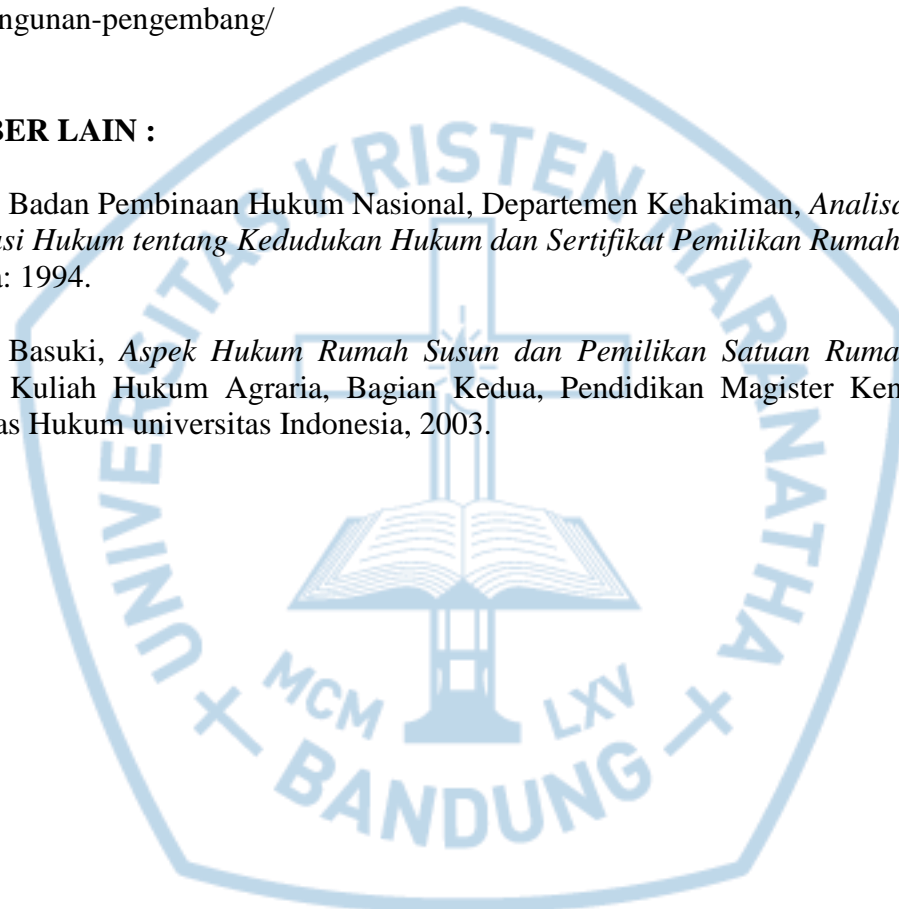 ngunan-pengembang/
BER LAIN :
Badan Pembinaan Hukum Nasional, Departemen Kehakiman, Analisa
asi Hukum tentang Kedudukan Hukum dan Sertifikat Pemilikan Rumah
a: 1994.
Basuki, Aspek Hukum Rumah Susun dan Pemilikan Satuan Ruma
Kuliah Hukum Agraria, Bagian Kedua, Pendidikan Magister Ken
as Hukum universitas Indonesia, 2003.
UNIVERSITAS KRISTEN MARANATHA
MCM LXV
BANDUNG